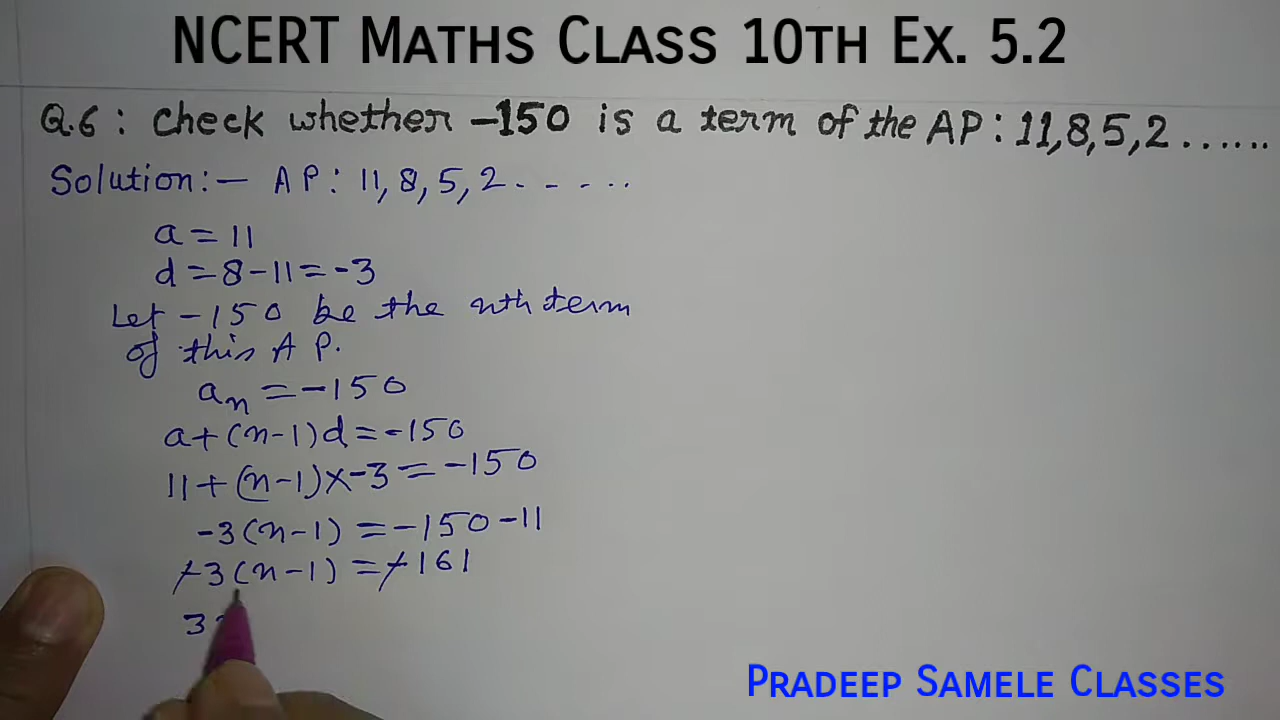 NCERT MATHS CLASS 10TH EX. 5.2
Q.6 : Check whether -150 is a term of the AP : 11,8,5,2......
Solution:- AP: 11,8,5,2.....
a = 11
d = 8-11 = -3
Let -150 be the nth term
of this AP.
an = -150
a+(n-1)d = -150
11+(n-1)x-3 = -150
-3(n-1) = -150-11
-3(n-1) = -161
3
PRADEEP SAMELE CLASSES